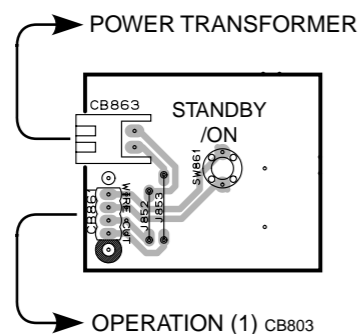 POWER TRANSFORMER
CB863
STANDBY
/ON
SW861
CB861
WIRE CUT
J852
J853
OPERATION (1) CB803